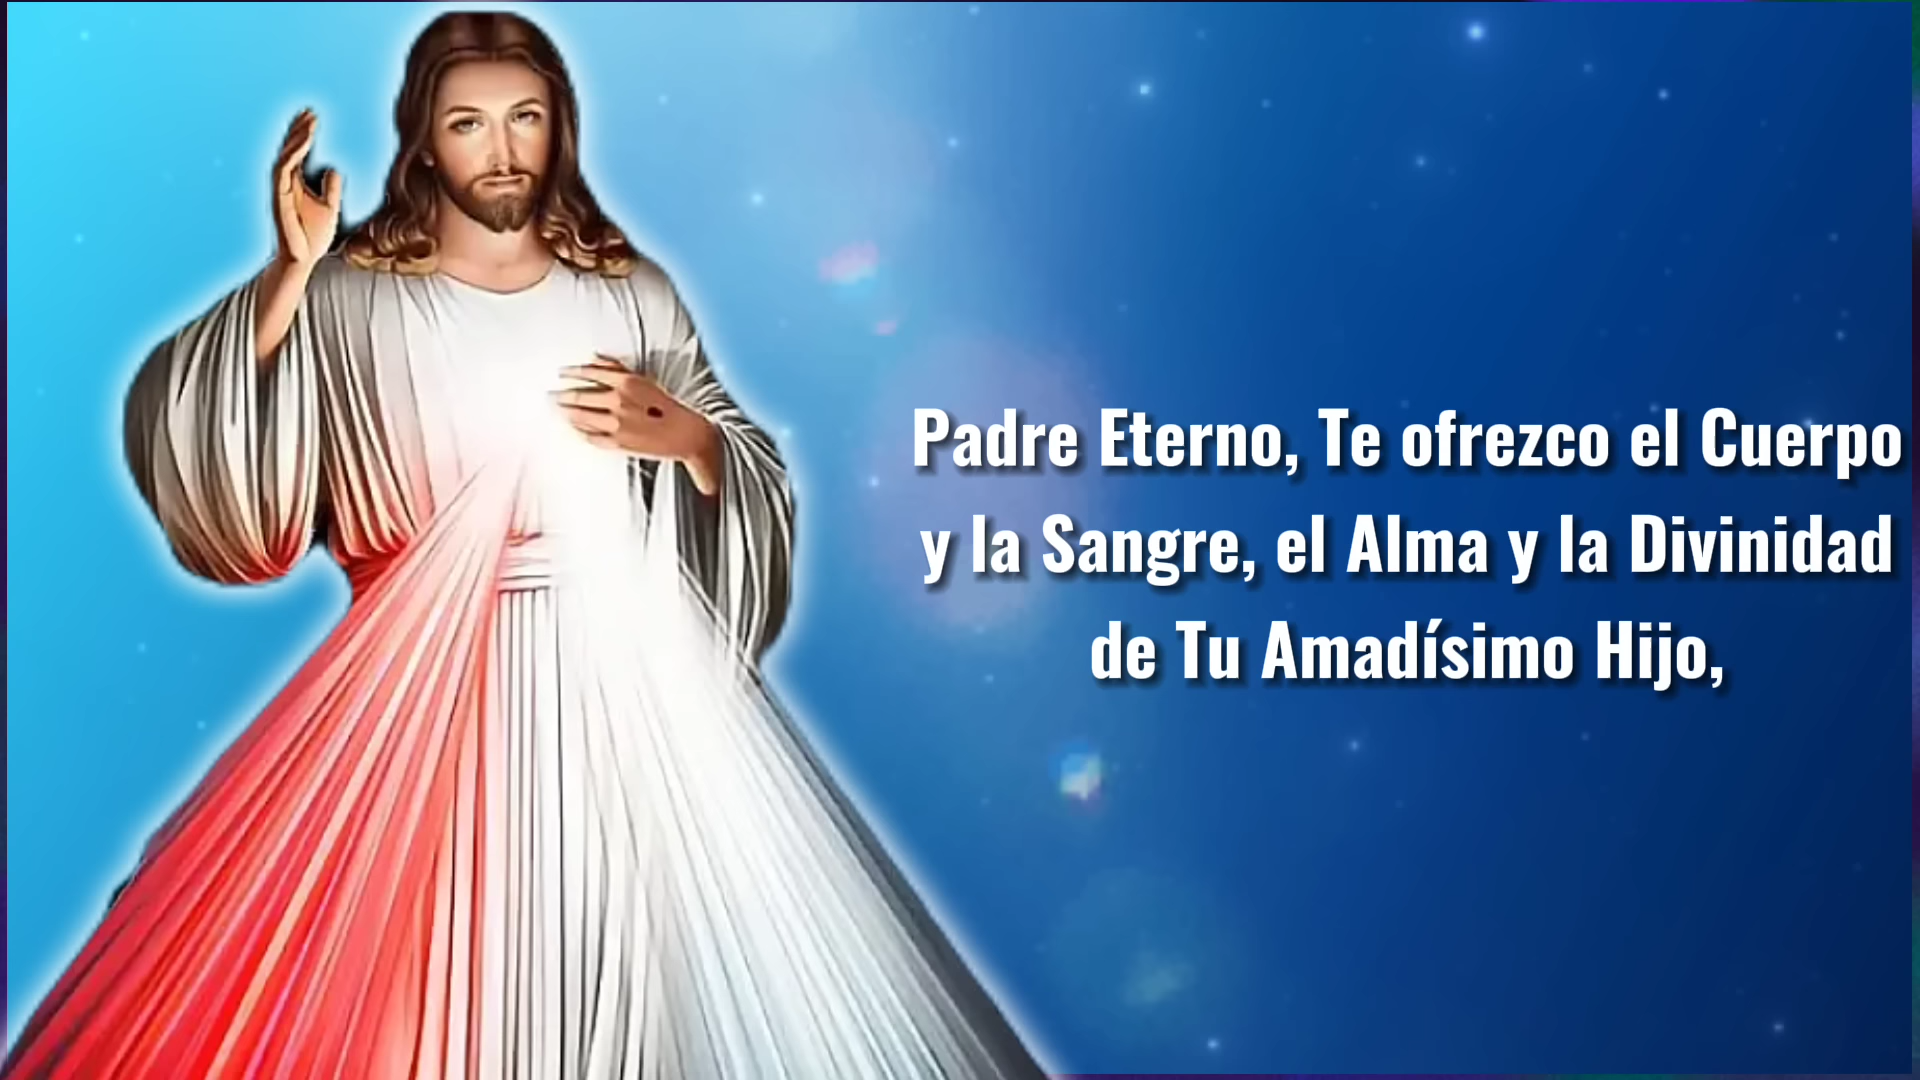 Padre Eterno, Te ofrezco el Cuerpo
y la Sangre, el Alma y la Divinidad
de Tu Amadísimo Hijo,